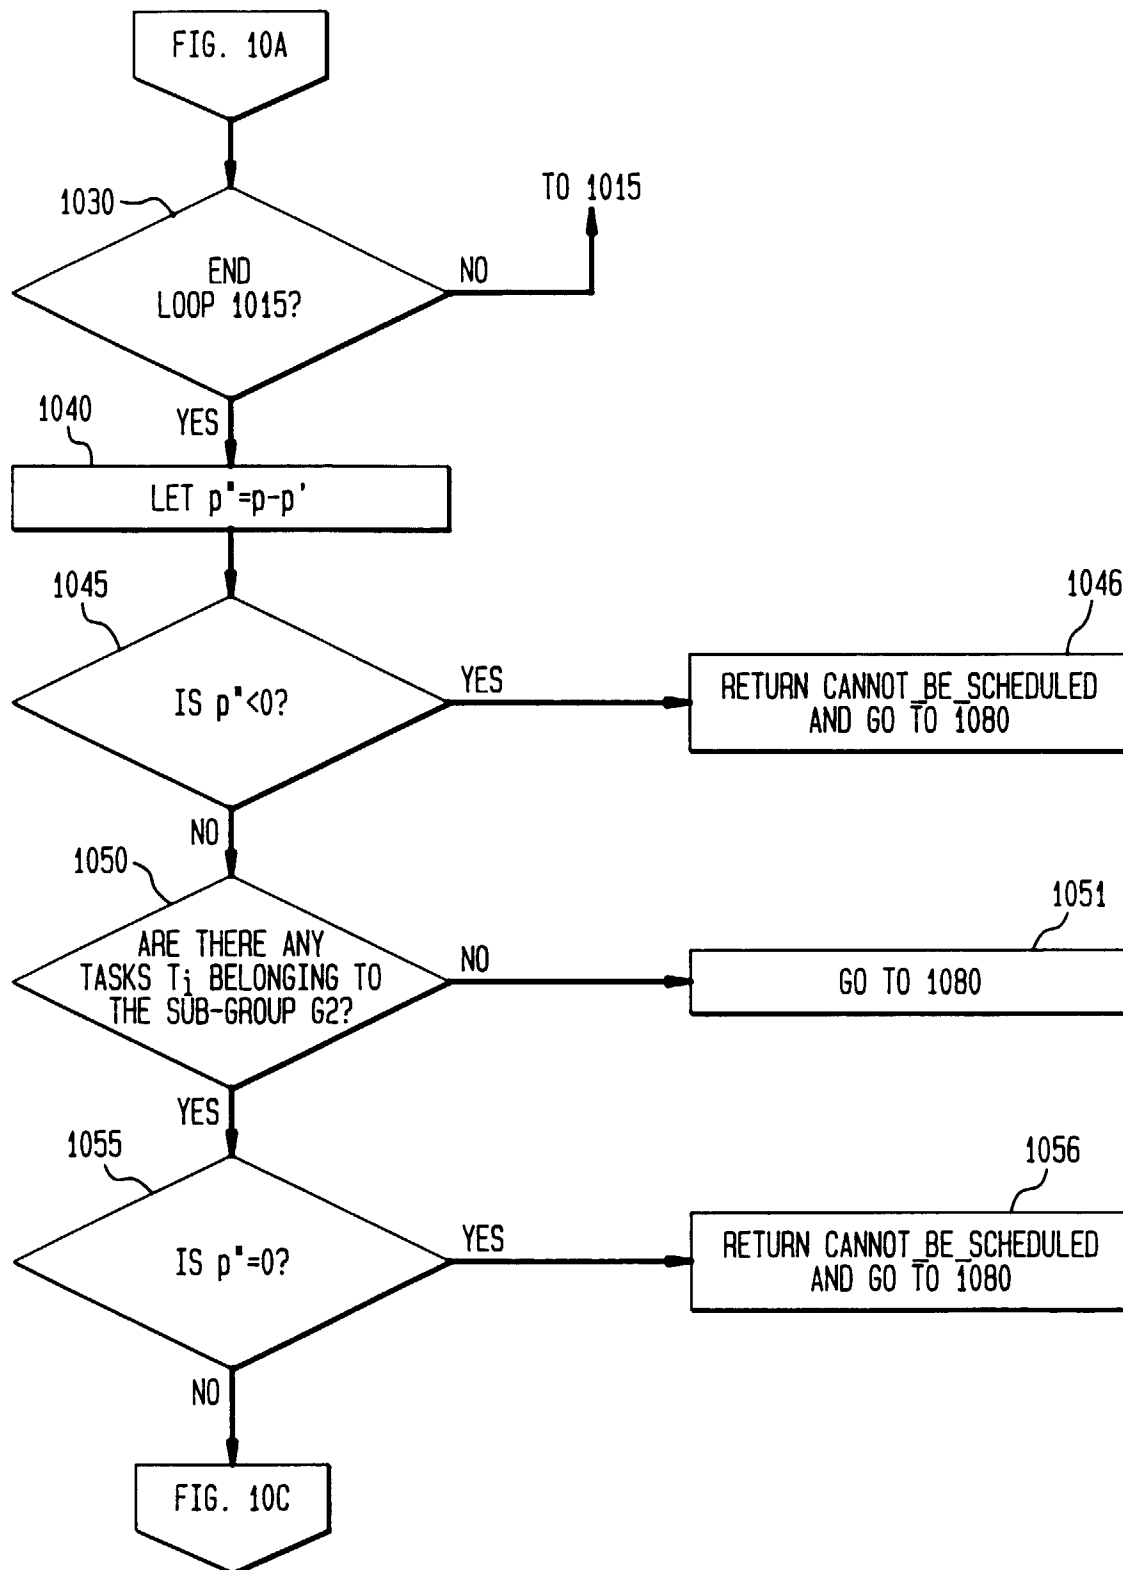 FIG. 10A
1030
TO 1015
END
LOOP 1015?
NO
YES
1040
LET p"=p-p'
1045
1046
IS p"<0?
YES
RETURN CANNOT_BE_SCHEDULED
AND GO TO 1080
NO
1050
1051
ARE THERE ANY
TASKS Ti BELONGING TO
THE SUB-GROUP G2?
NO
GO TO 1080
YES
1055
1056
IS p"=0?
YES
RETURN CANNOT_BE_SCHEDULED
AND GO TO 1080
NO
FIG. 10C